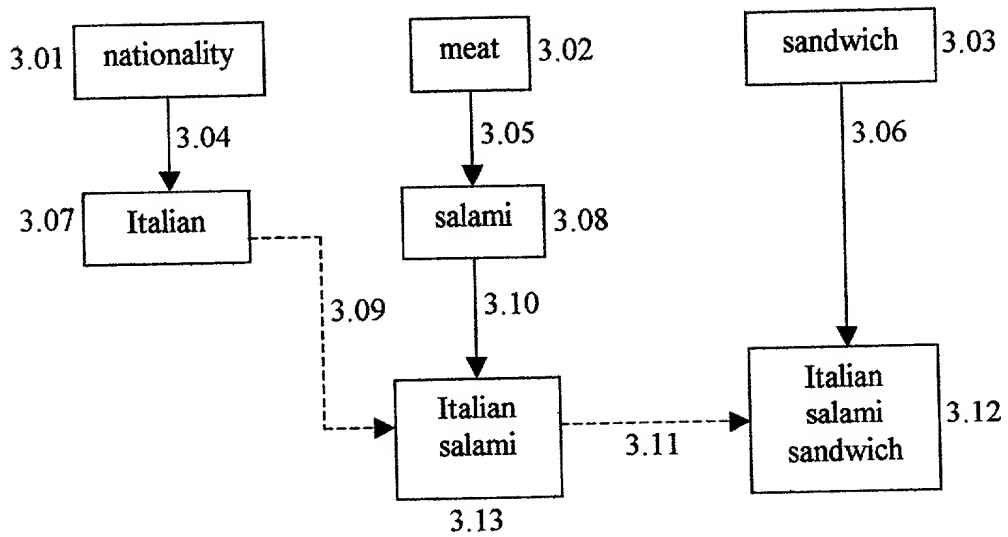 3.01
nationality
meat
3.02
sandwich
3.03
3.04
3.05
3.06
3.07
Italian
salami
3.08
3.09
3.10
Italian
salami
3.11
Italian
salami
sandwich
3.12
3.13